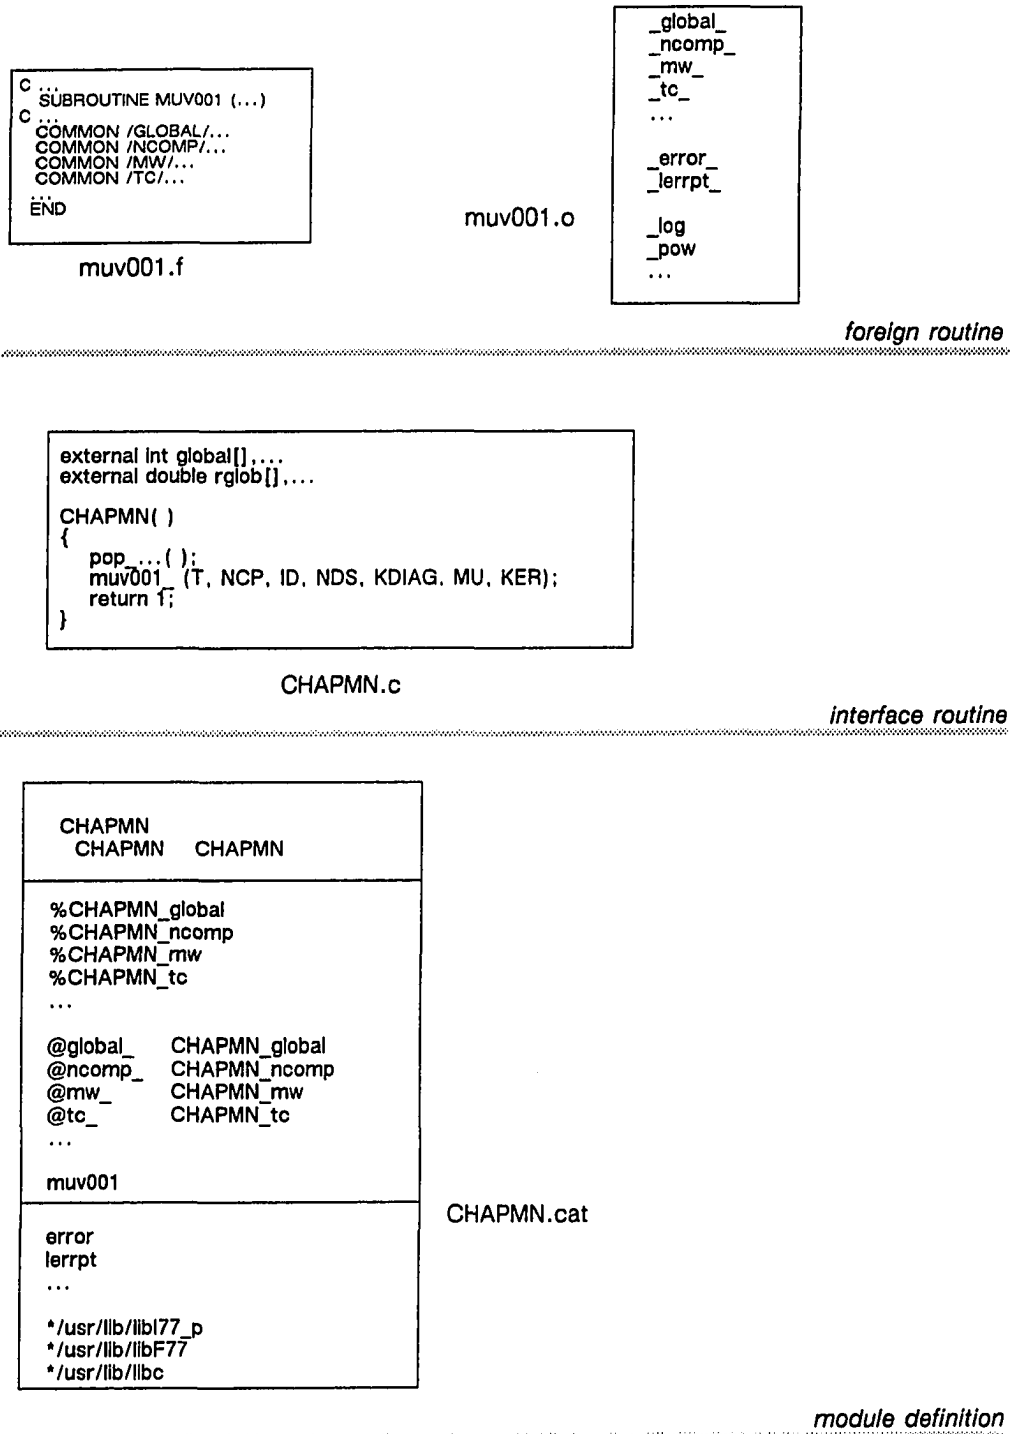 C ...
SUBROUTINE MUV001 (...)
C ...
COMMON /GLOBAL/...
COMMON /NCOMP/...
COMMON /MW/...
COMMON /TC/...
...
END
muv001.f
_global_
_ncomp_
_mw_
_tc_
...
_error_
_lerrpt_
_log
_pow
...
muv001.o
foreign routine
external int global[],...
external double rglob[],...
CHAPMN( )
{
pop_...( );
muv001_ (T, NCP, ID, NDS, KDIAG, MU, KER);
return 1;
}
CHAPMN.c
interface routine
CHAPMN
CHAPMN CHAPMN
%CHAPMN_global
%CHAPMN_ncomp
%CHAPMN_mw
%CHAPMN_tc
...
@global_ CHAPMN_global
@ncomp_ CHAPMN_ncomp
@mw_ CHAPMN_mw
@tc_ CHAPMN_tc
...
muv001
error
lerrpt
...
*/usr/lib/libI77_p
*/usr/lib/libF77
*/usr/lib/libc
CHAPMN.cat
module definition